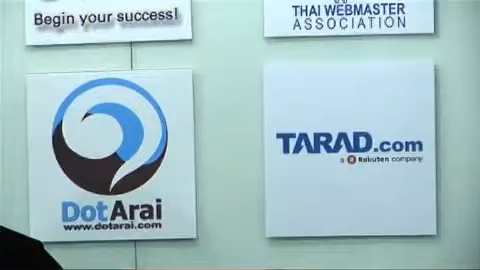 Begin your success!
THAI WEBMASTER
ASSOCIATION
DotArai
www.dotarai.com
TARAD.com
a R Rakuten company